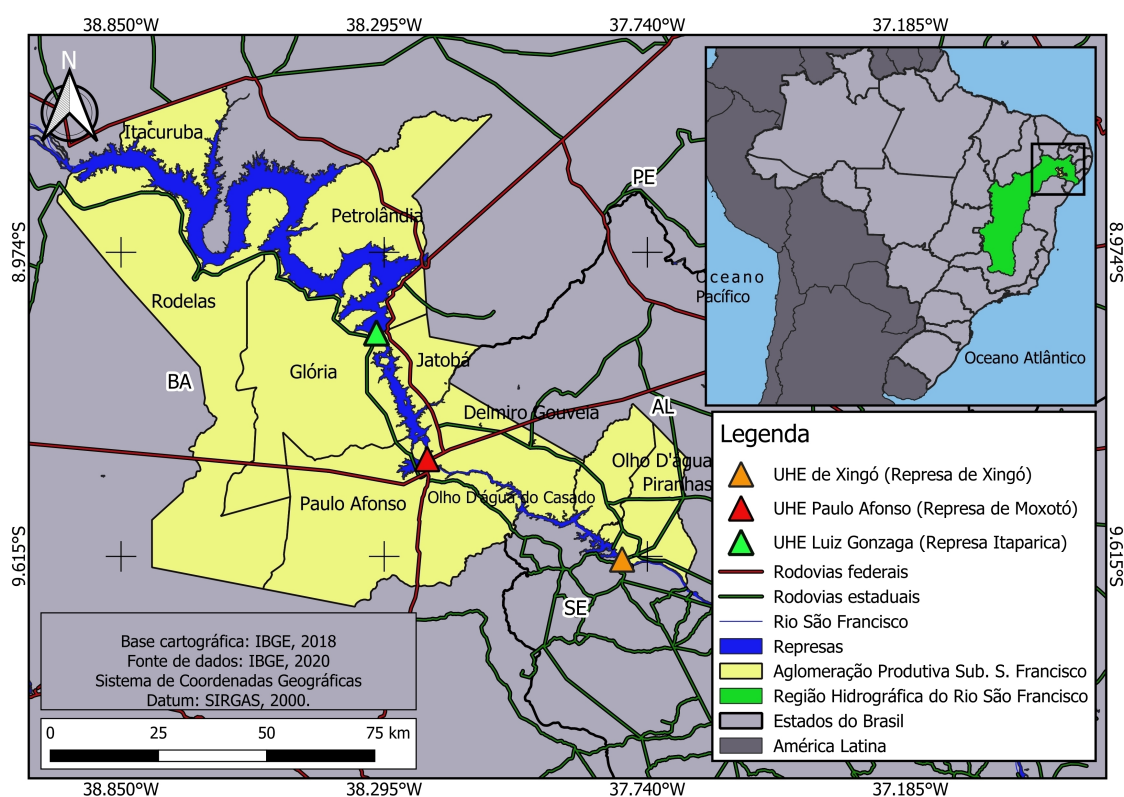 38.850°W 38.295°W 37.740°W 37.185°W
N
Itacuruba
PE
Petrolândia
8.974°S
8.974°S
Oceano
Pacífico
Rodelas
Oceano Atlântico
Jatobá
Glória
BA
Delmiro Gouveia
AL
Olho D'água
Piranhas
Paulo Afonso
Olho D'água do Casado
9.615°S
9.615°S
SE
Legenda
UHE de Xingó (Represa de Xingó)
UHE Paulo Afonso (Represa de Moxotó)
UHE Luiz Gonzaga (Represa Itaparica)
Rodovias federais
Rodovias estaduais
Rio São Francisco
Represas
Aglomeração Produtiva Sub. S. Francisco
Região Hidrográfica do Rio São Francisco
Estados do Brasil
América Latina
Base cartográfica: IBGE, 2018
Fonte de dados: IBGE, 2020
Sistema de Coordenadas Geográficas
Datum: SIRGAS, 2000.
0 25 50 75 km
38.850°W 38.295°W 37.740°W 37.185°W